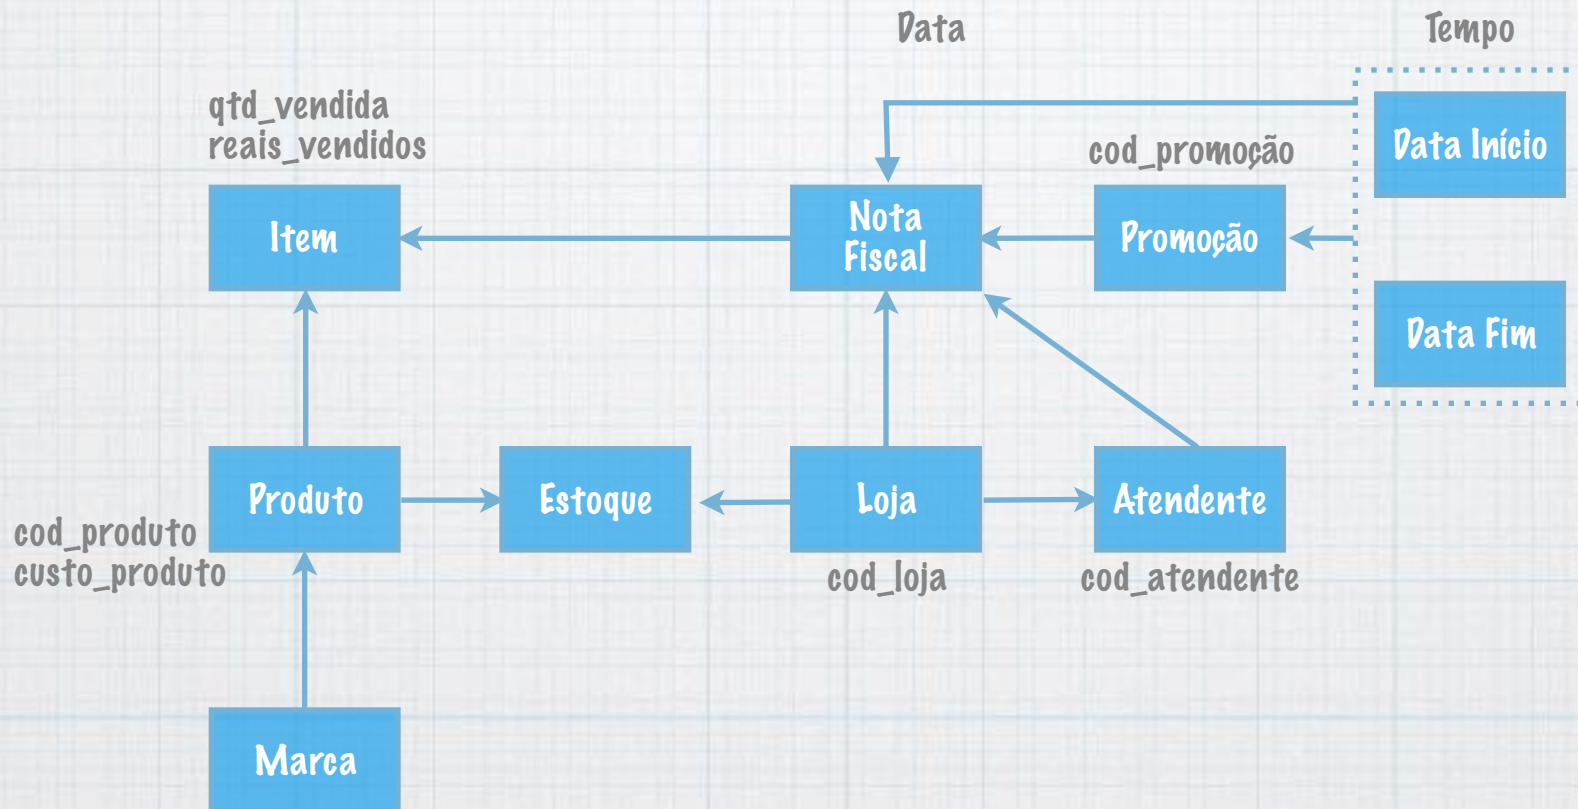 Data
Tempo
qtd_vendida
reais_vendidos
cod_promoção
Data Início
Item
Nota
Fiscal
Promoção
Data Fim
Produto
Estoque
Loja
Atendente
cod_produto
custo_produto
cod_loja
cod_atendente
Marca